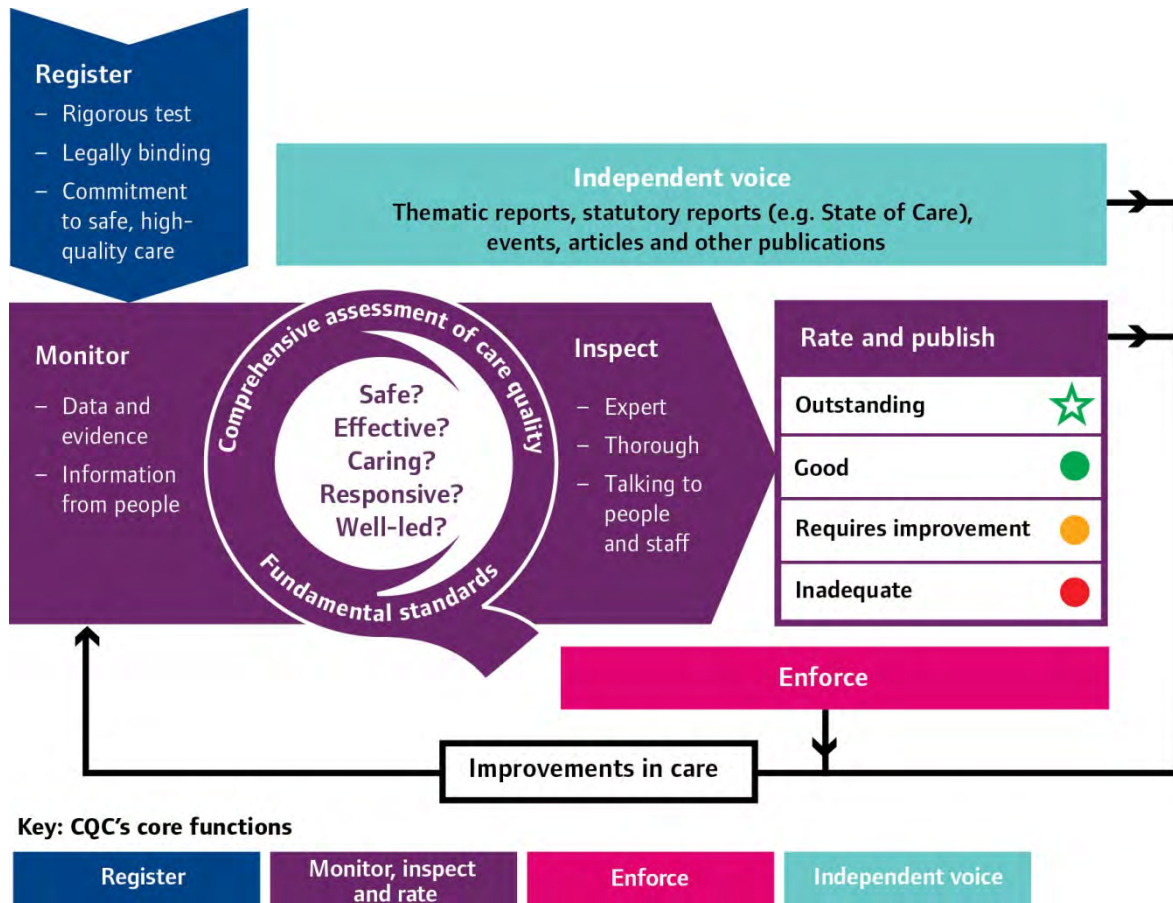 Register
– Rigorous test
– Legally binding
– Commitment
to safe, high-
quality care
Independent voice
Thematic reports, statutory reports (e.g. State of Care),
events, articles and other publications
Monitor
– Data and
evidence
– Information
from people
Comprehensive assessment of care quality
Safe?
Effective?
Caring?
Responsive?
Well-led?
Fundamental standards
Inspect
– Expert
– Thorough
– Talking to
people
and staff
Rate and publish
Outstanding
Good
Requires improvement
Inadequate
Enforce
Improvements in care
Key: CQC’s core functions
Register
Monitor, inspect
and rate
Enforce
Independent voice